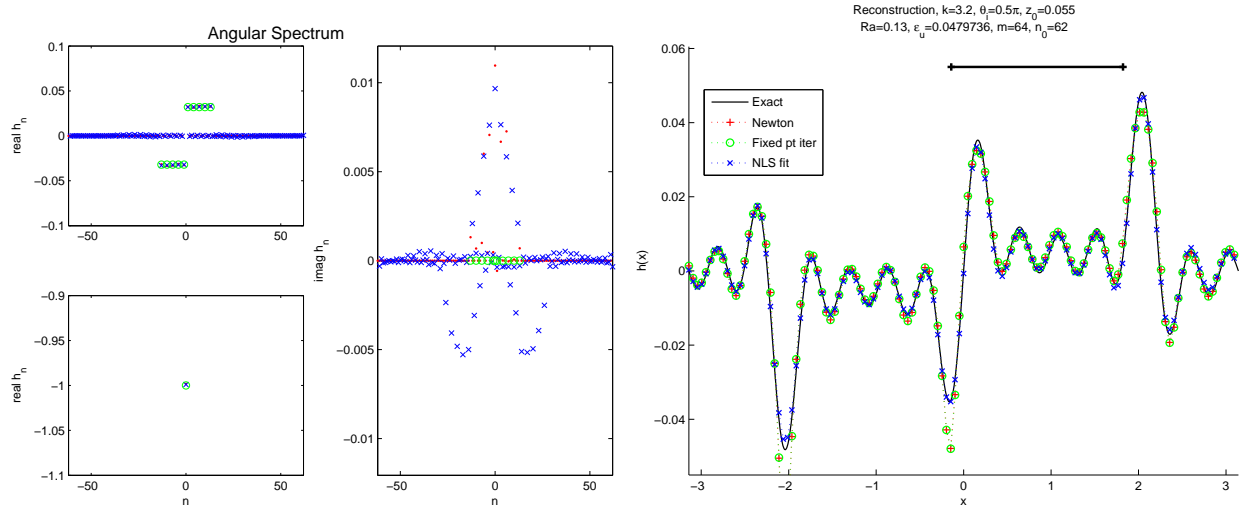 Angular Spectrum
real h_n
0.1
0.05
0
−0.05
−0.1
−50 0 50
real h_n
−0.9
−0.95
−1
−1.05
−1.1
−50 0 50
n
imag h_n
0.01
0.005
0
−0.005
−0.01
−50 0 50
n
Reconstruction, k=3.2, θ_i=0.5π, z_0=0.055
Ra=0.13, ε_u=0.0479736, m=64, n_0=62
h(x)
0.06
0.04
0.02
0
−0.02
−0.04
−3 −2 −1 0 1 2 3
x
Exact
Newton
Fixed pt iter
NLS fit